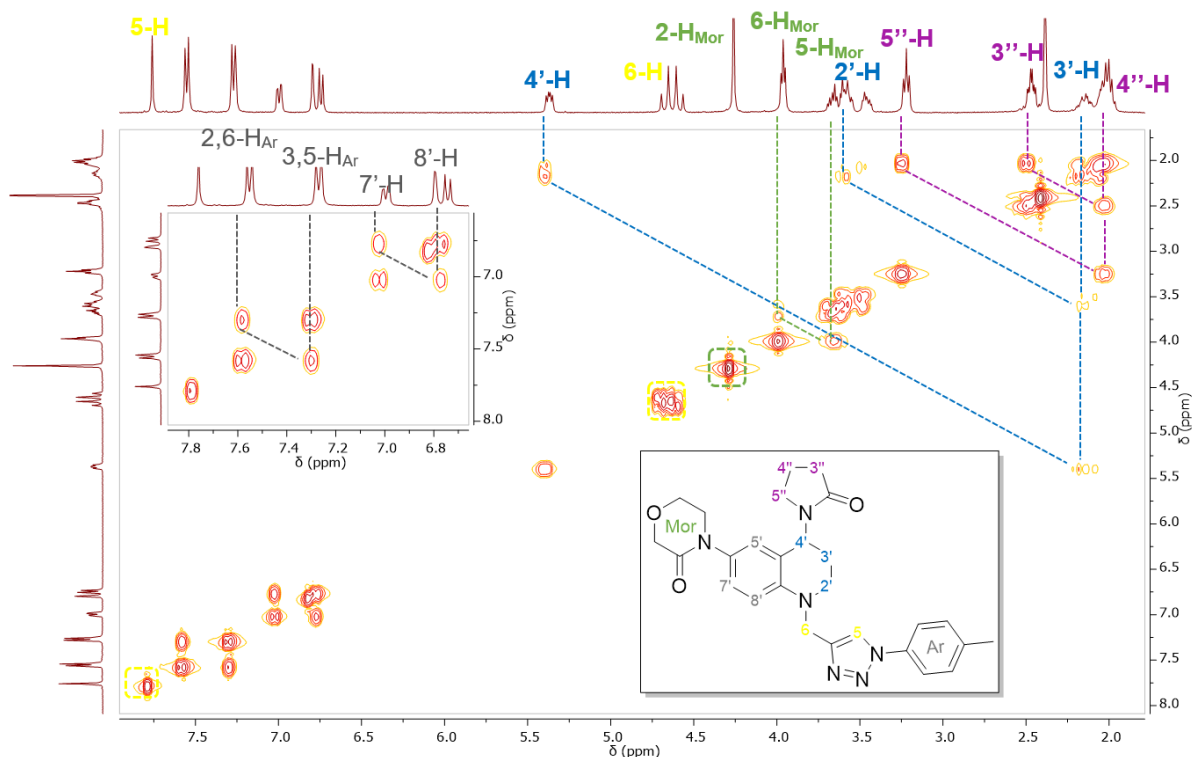 5-H
4'-H
6-H
2-HMor
6-HMor
5-HMor
2'-H
5''-H
3''-H
3'-H
4''-H
2,6-HAr
3,5-HAr
7'-H
8'-H
7.0
7.5
8.0
δ (ppm)
7.8
7.6
7.4
7.2
7.0
6.8
δ (ppm)
2.0
2.5
3.0
3.5
4.0
4.5
5.0
5.5
6.0
6.5
7.0
7.5
8.0
δ (ppm)
4"
3"
5"
O
N
O
Mor
N
O
5'
4'
3'
7'
8'
2'
N
6
5
N
N
N
Ar
7.5
7.0
6.5
6.0
5.5
5.0
4.5
4.0
3.5
3.0
2.5
2.0
δ (ppm)